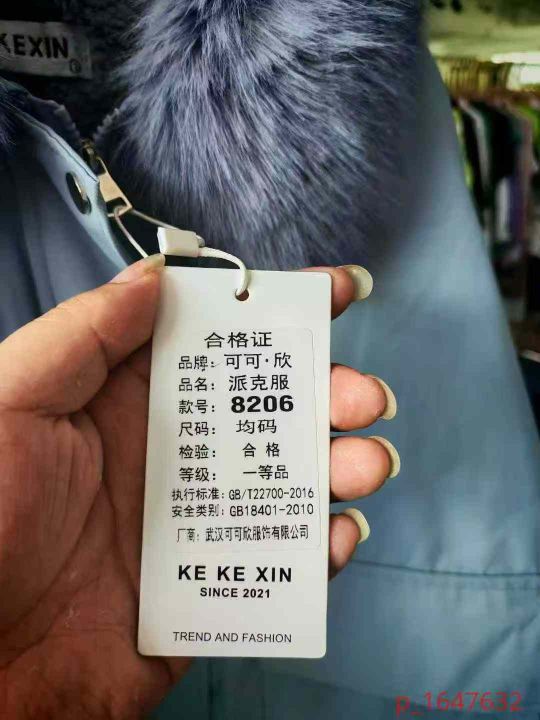 KEXIN
合格证
品牌：可可·欣
品名：派克服
款号：8206
尺码：均码
检验：合格
等级：一等品
执行标准：GB/T22700-2016
安全类别：GB18401-2010
厂商：武汉可可欣服饰有限公司
KE KE XIN
SINCE 2021
TREND AND FASHION
p_1647632